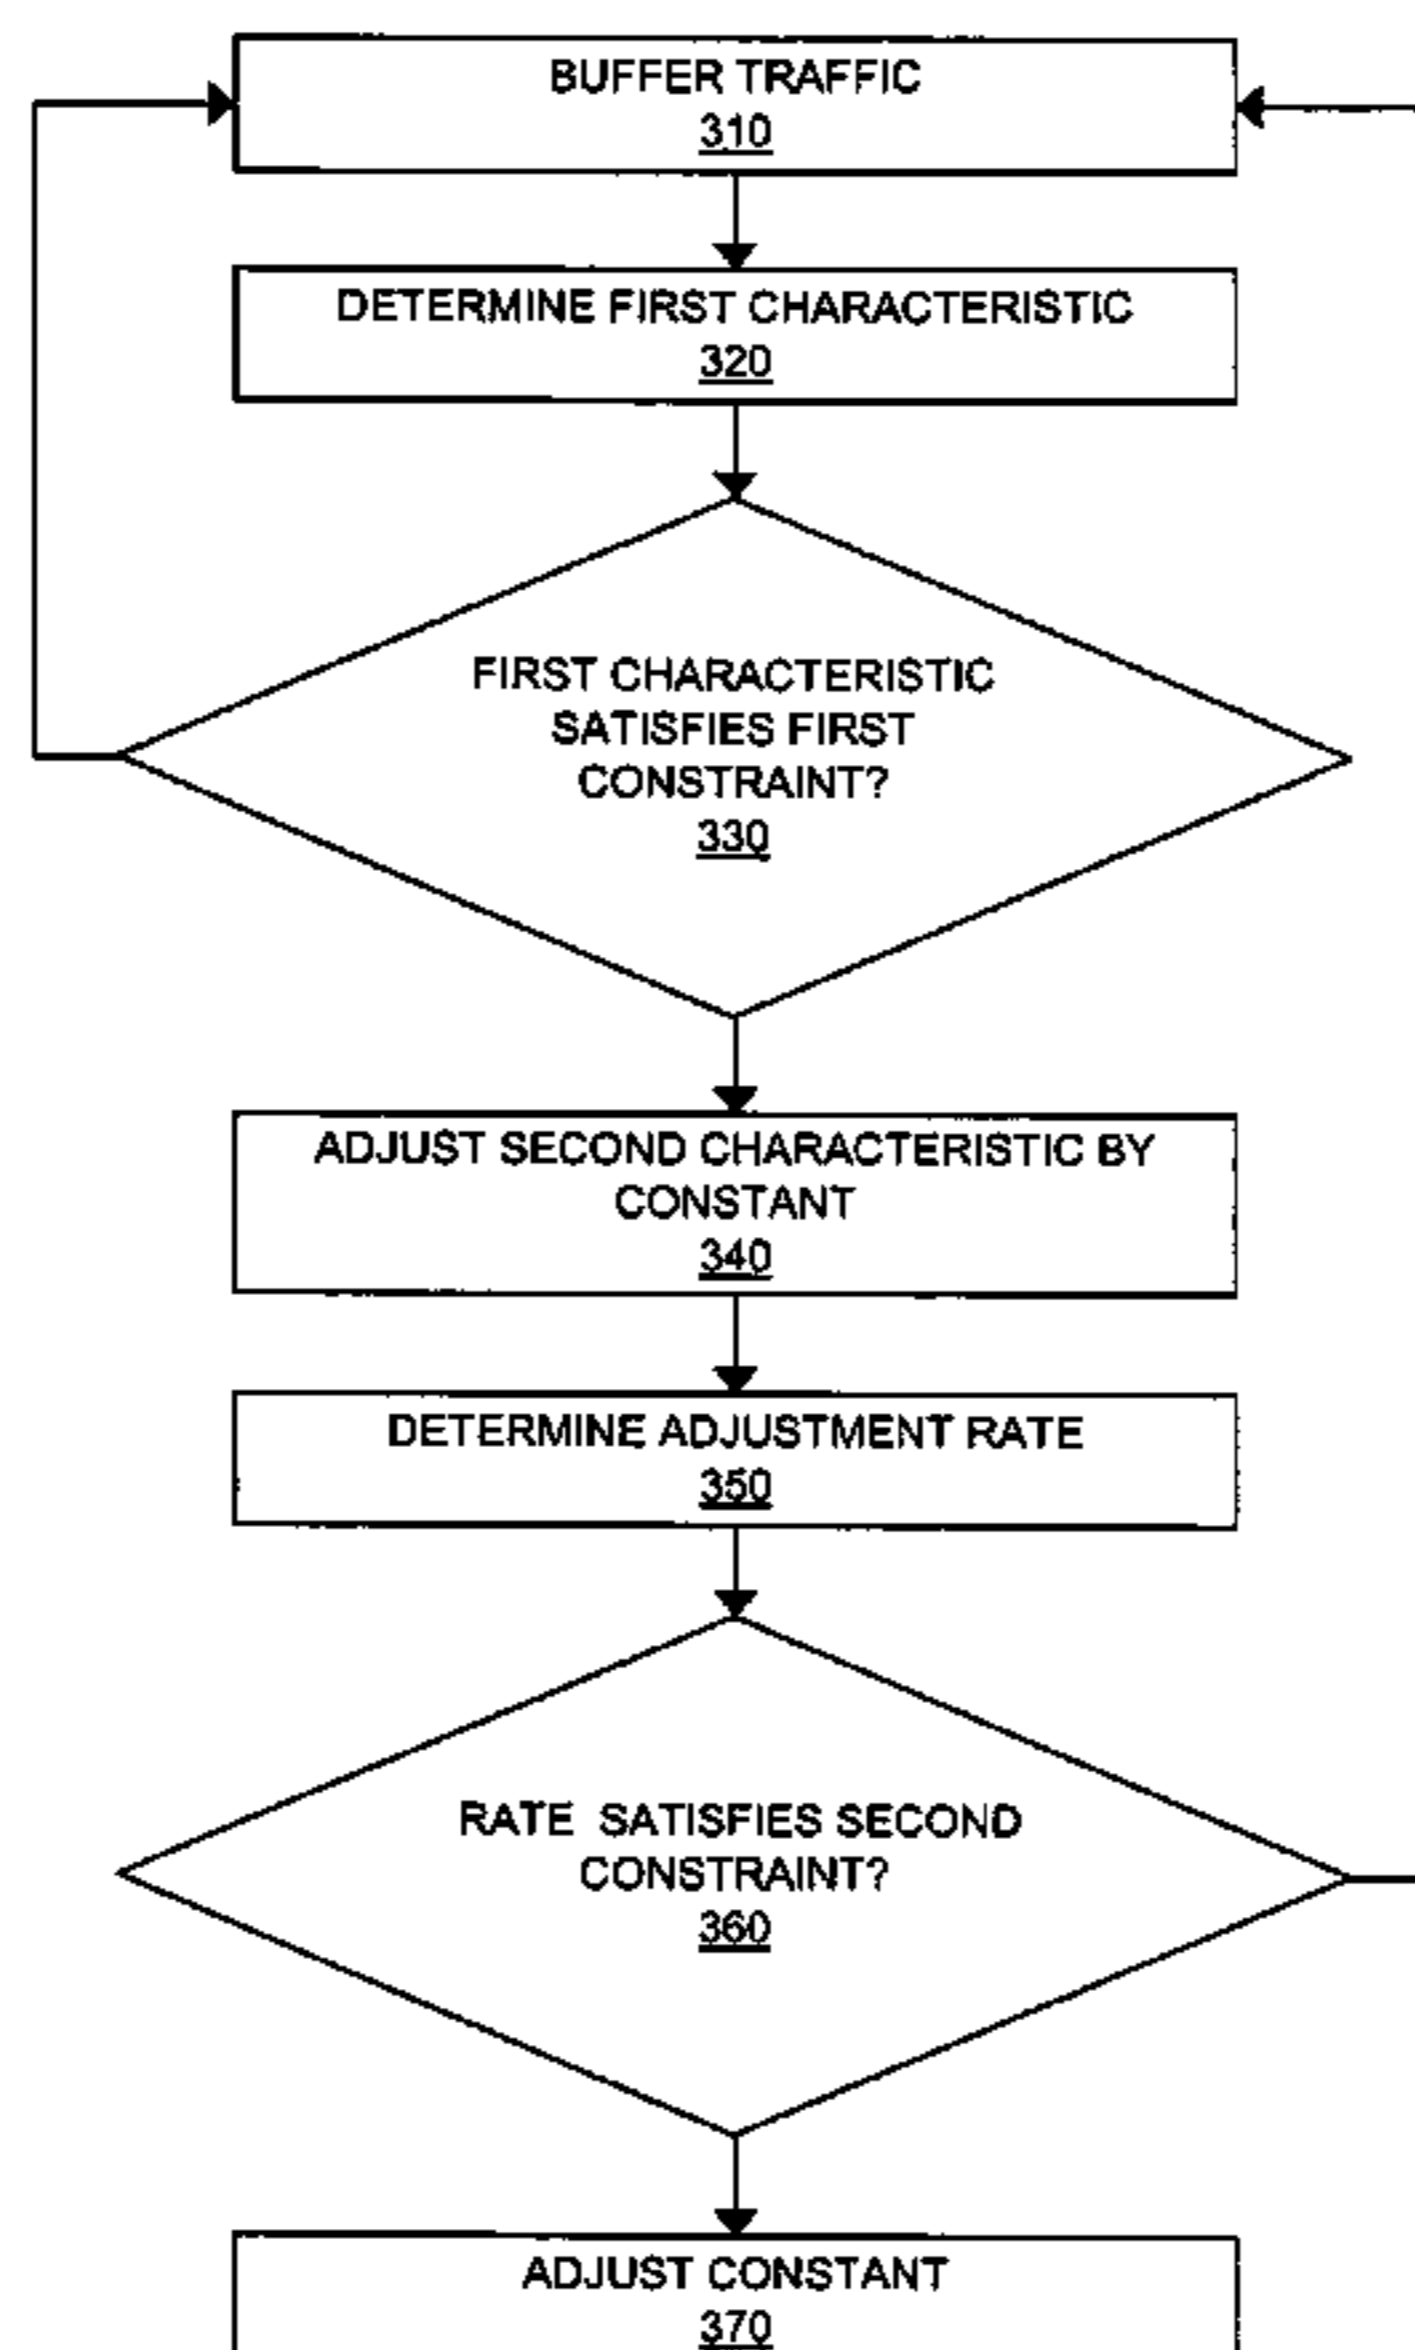 BUFFER TRAFFIC
310
DETERMINE FIRST CHARACTERISTIC
320
FIRST CHARACTERISTIC
SATISFIES FIRST
CONSTRAINT?
330
ADJUST SECOND CHARACTERISTIC BY
CONSTANT
340
DETERMINE ADJUSTMENT RATE
350
RATE SATISFIES SECOND
CONSTRAINT?
360
ADJUST CONSTANT
370